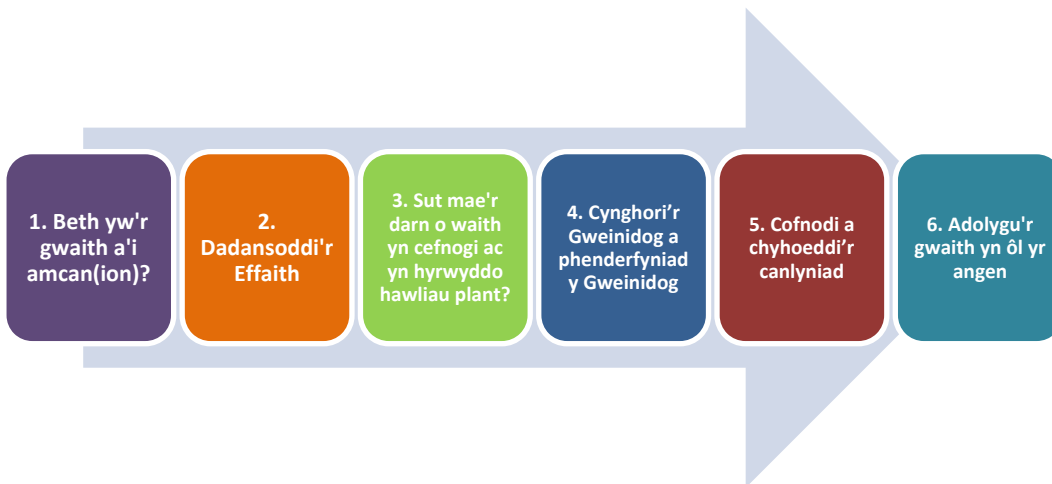 1. Beth yw'r
gwaith a'i
amcan(ion)?
2.
Dadansoddi'r
Effaith
3. Sut mae'r
darn o waith
yn cefnogi ac
yn hyrwyddo
hawliau plant?
4. Cynghori’r
Gweinidog a
phenderfyniad
y Gweinidog
5. Cofnodi a
chyhoeddi’r
canlyniad
6. Adolygu'r
gwaith yn ôl yr
angen